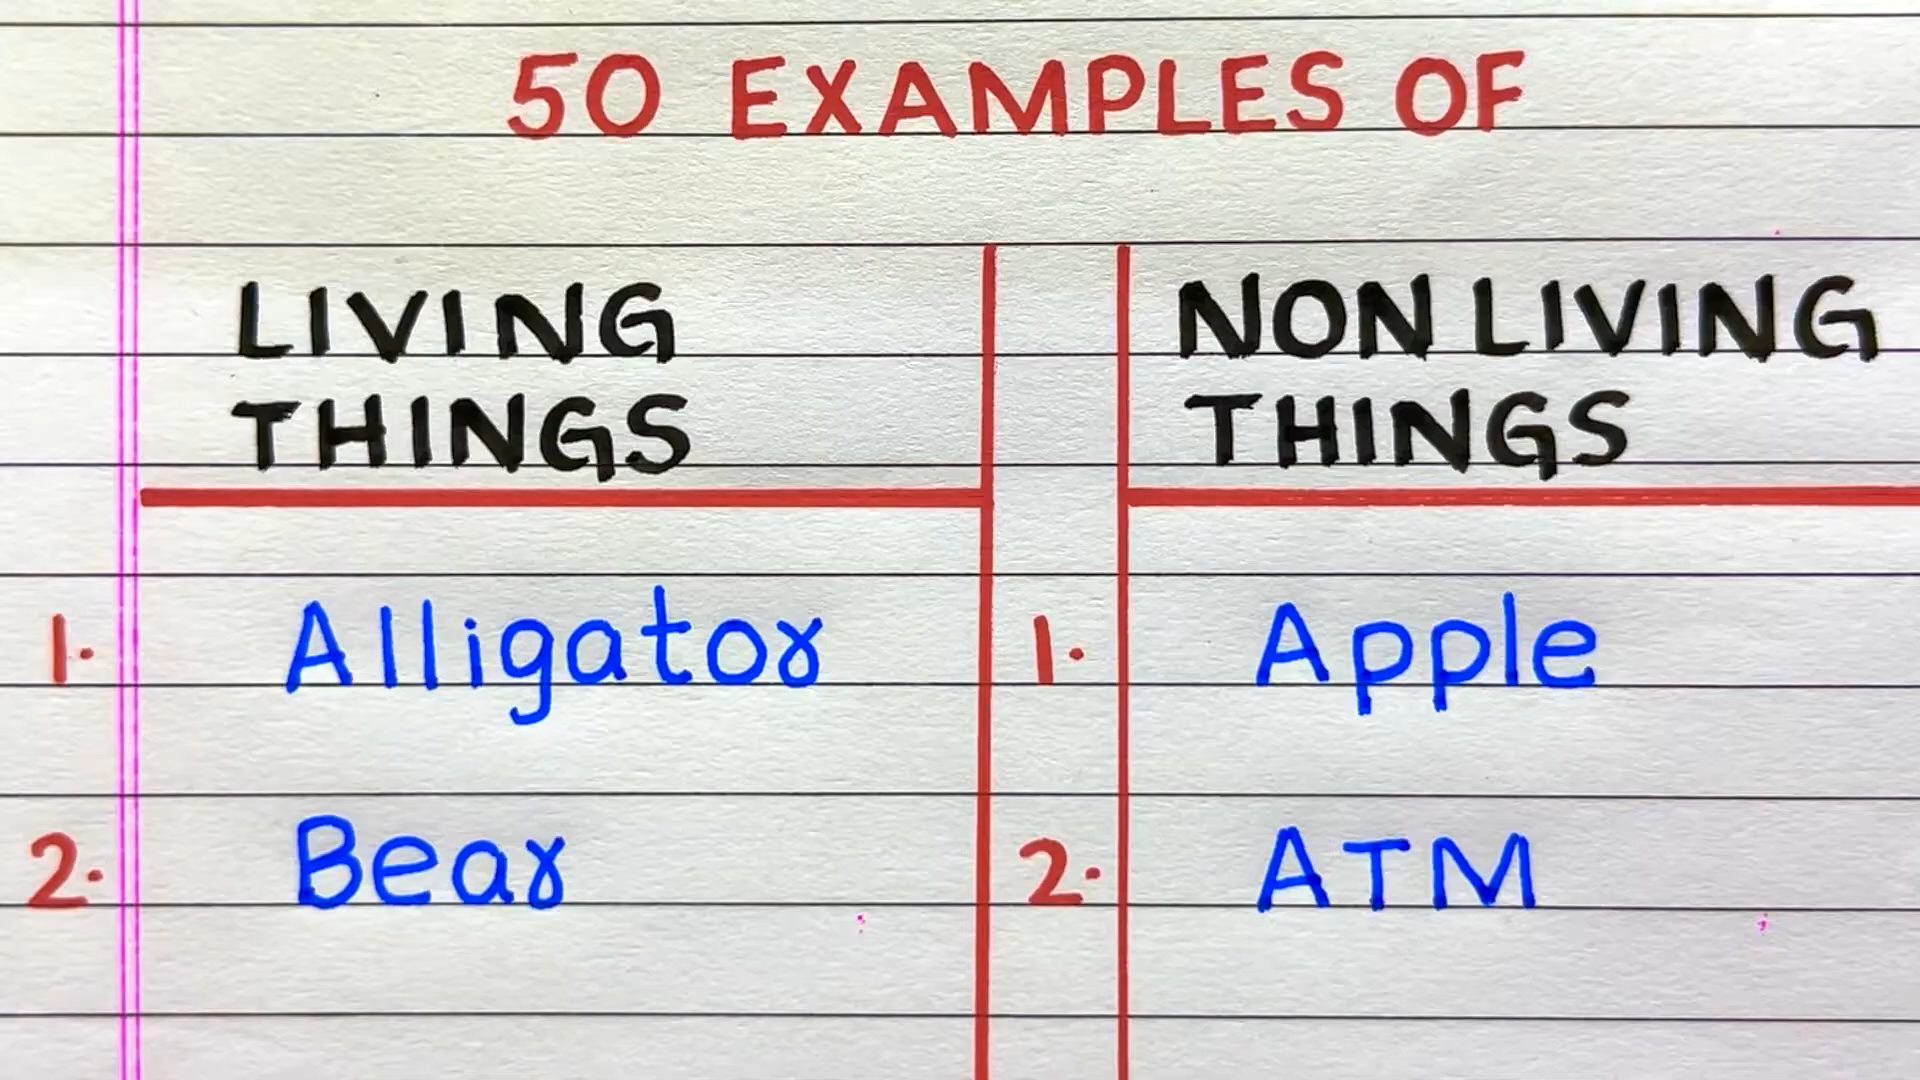 50 EXAMPLES OF
LIVING THINGS
NON LIVING THINGS
1. Alligator
1. Apple
2. Bear
2. ATM